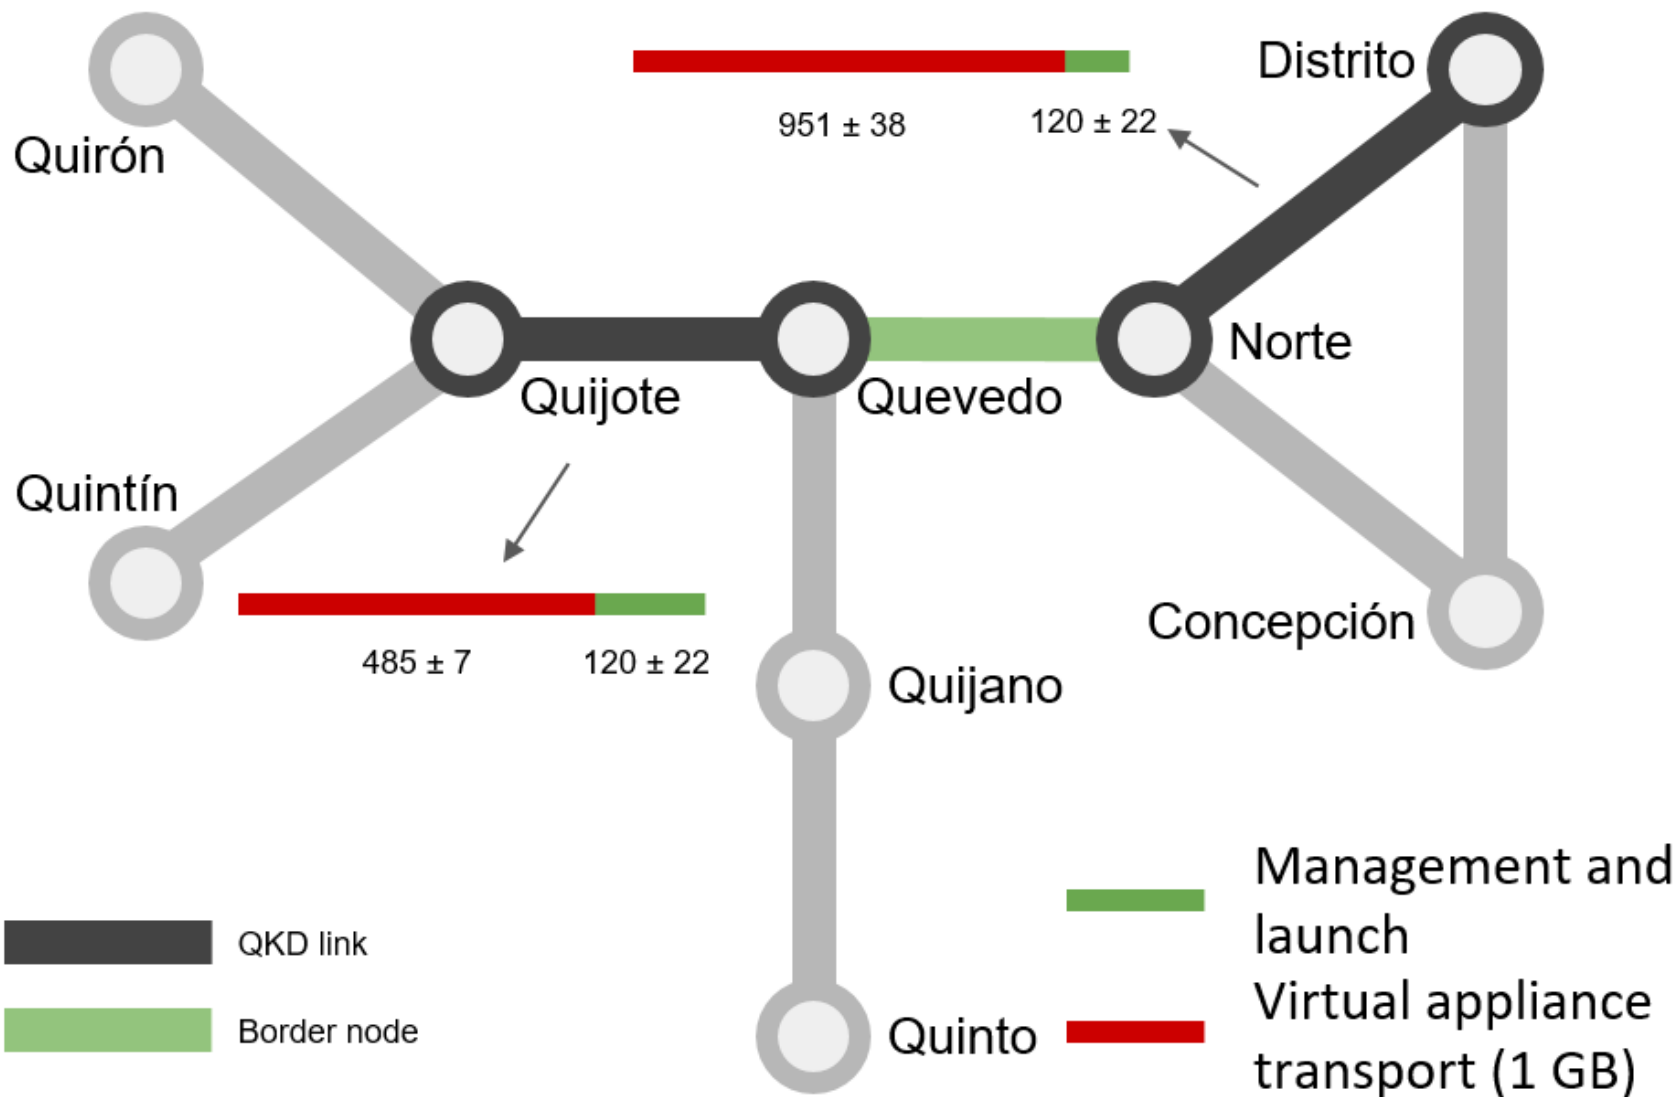 Distrito
951 ± 38
120 ± 22
Quirón
Norte
Quijote
Quevedo
Quintín
Concepción
485 ± 7
120 ± 22
Quijano
Management and
launch
QKD link
Virtual appliance
transport (1 GB)
Border node
Quinto